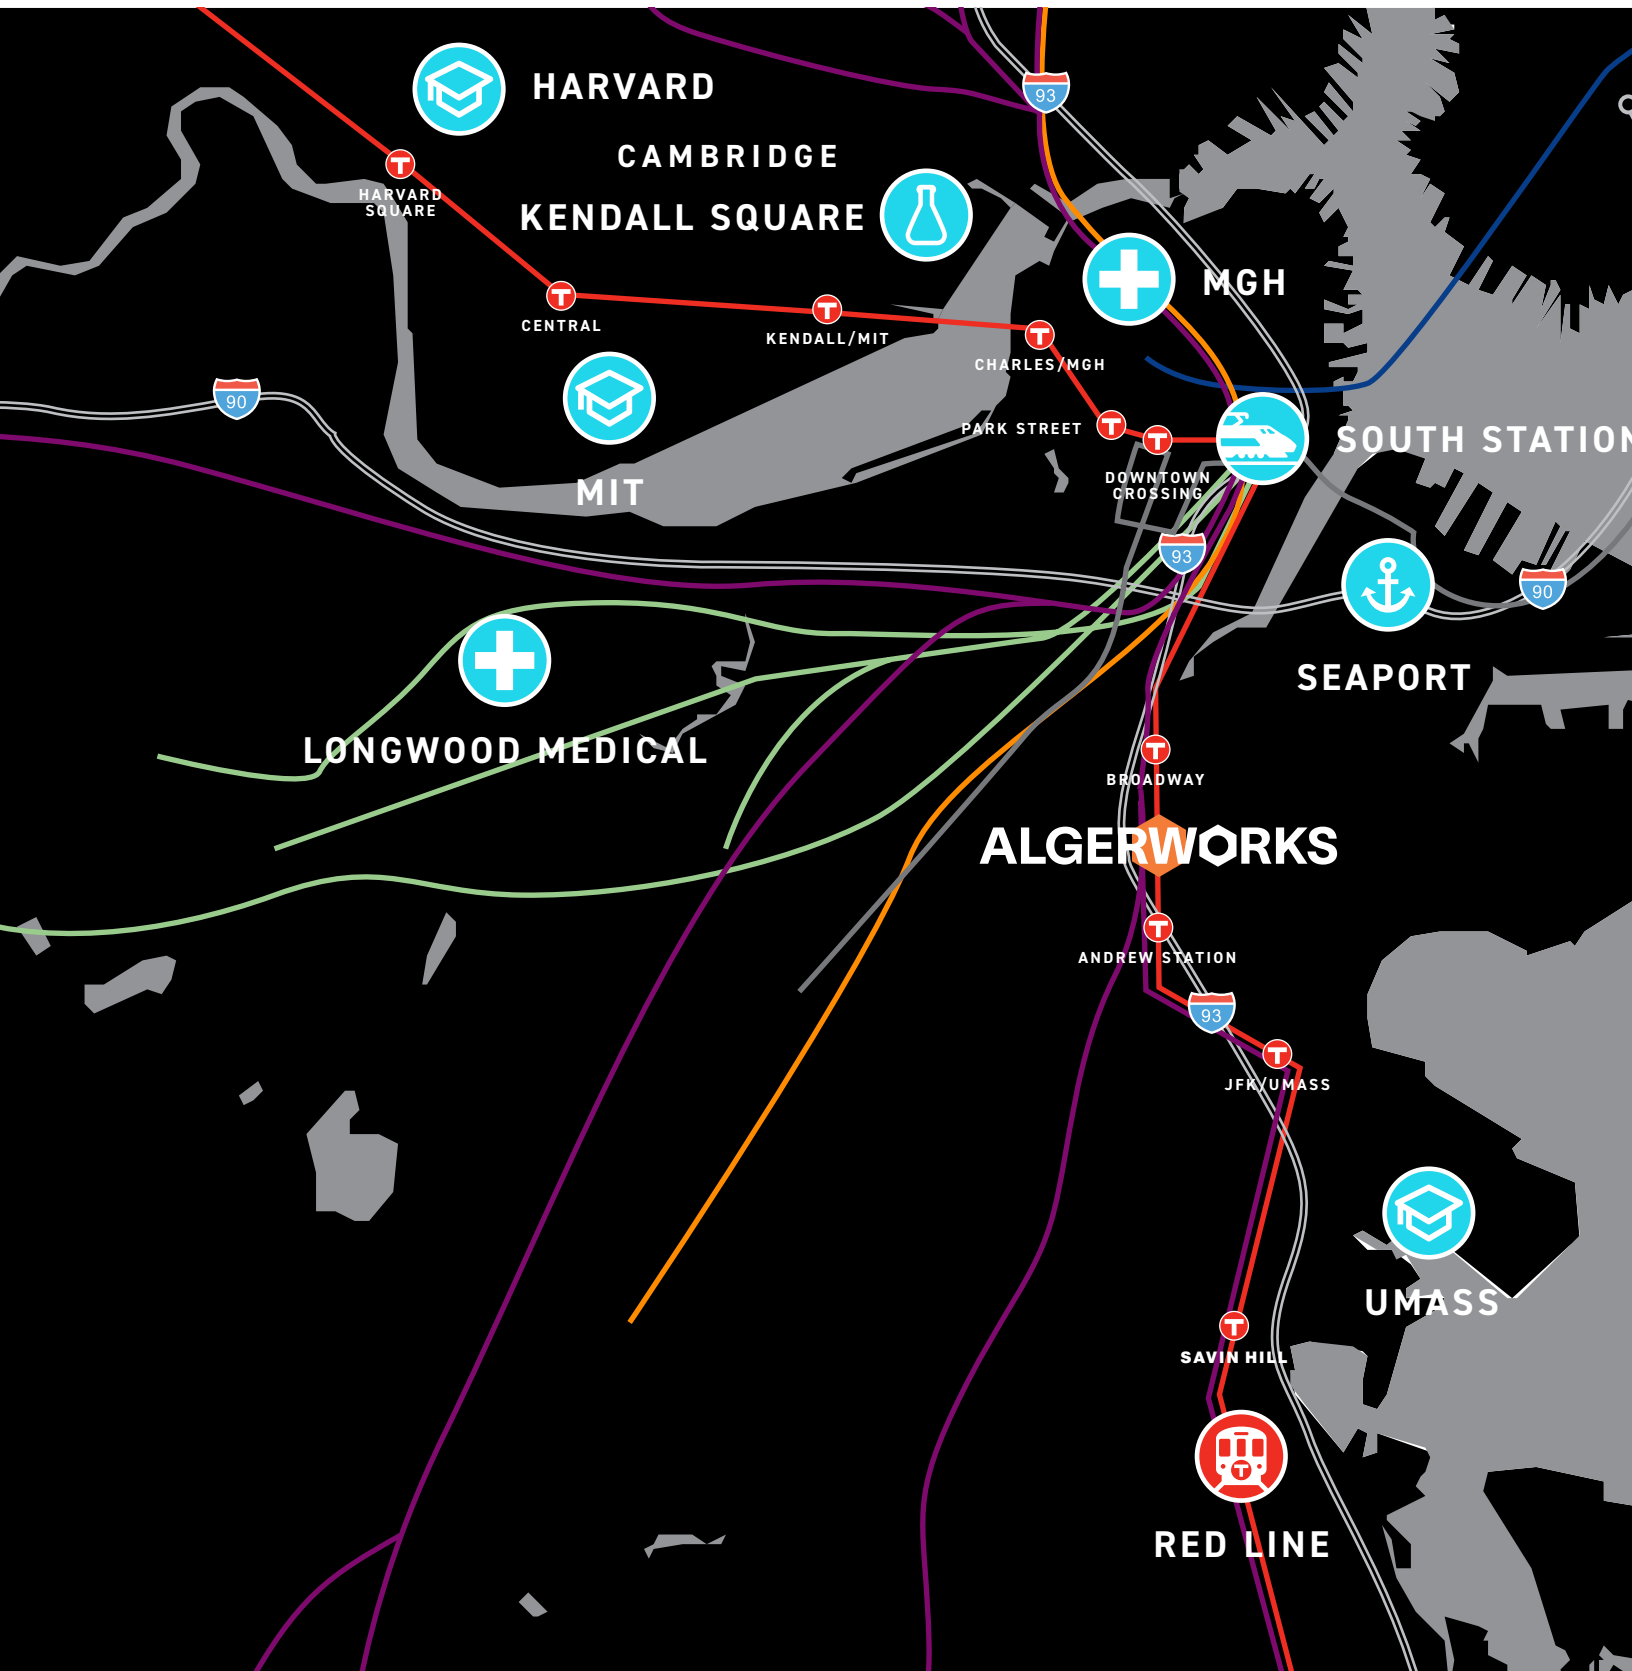 HARVARD
93
CAMBRIDGE
T
HARVARD
SQUARE
KENDALL SQUARE
MGH
T
CENTRAL
T
KENDALL/MIT
T
CHARLES/MGH
90
PARK STREET
T
T
SOUTH STATION
MIT
DOWNTOWN
CROSSING
93
90
SEAPORT
LONGWOOD MEDICAL
T
BROADWAY
ALGERWORKS
T
ANDREW STATION
93
T
JFK/UMASS
UMASS
T
SAVIN HILL
T
RED LINE